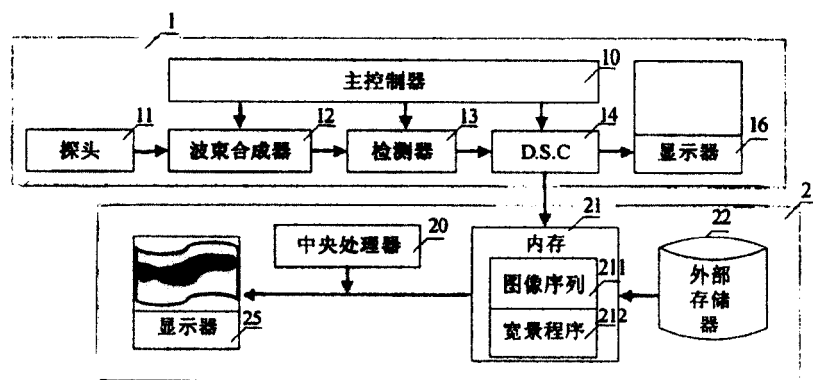 1
10
主控制器
11
探头
12
波束合成器
13
检测器
14
D.S.C
16
显示器
2
21
内存
22
外部
存储
器
20
中央处理器
211
图像序列
212
宽景程序
显示器
25